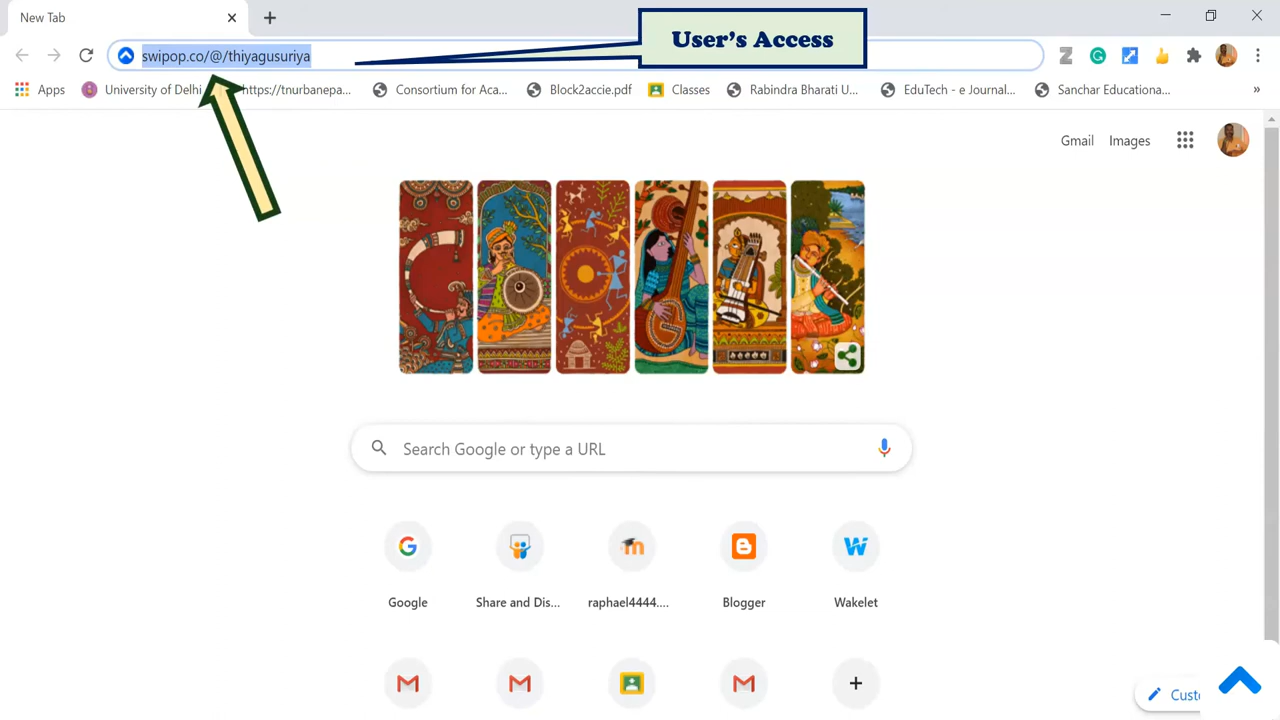 New Tab
User's Access
swipop.co/@/thiyagusuriya
Apps University of Delhi https://tnurbanepa... Consortium for Aca... Block2accie.pdf Classes Rabindra Bharati U... EduTech - e Journal... Sanchar Educationa... »
Gmail Images
Search Google or type a URL
Google Share and Dis... raphael4444.... Blogger Wakelet
Custo